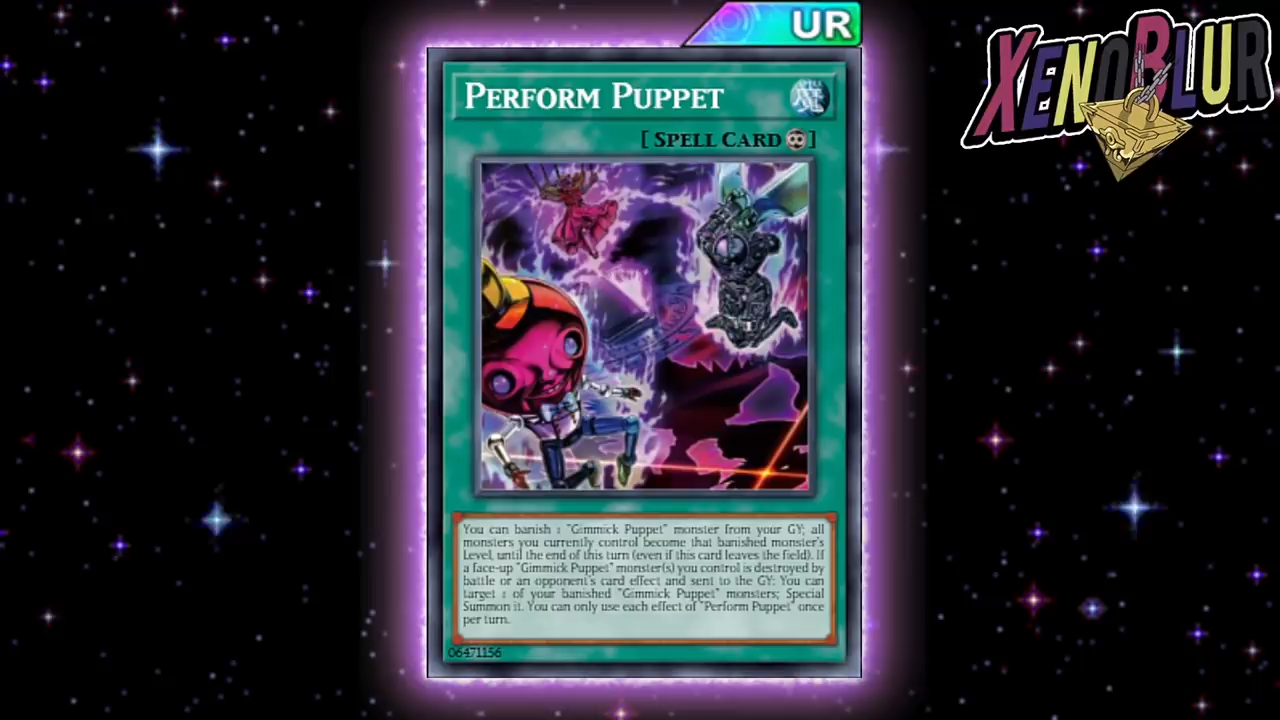 UR
XENOBLUR
PERFORM PUPPET
[ SPELL CARD ]
You can banish 1 "Gimmick Puppet" monster from your GY; all
monsters you currently control become that banished monster's
Level, until the end of this turn (even if this card leaves the field). If
a face-up "Gimmick Puppet" monster(s) you control is destroyed by
battle or an opponent's card effect and sent to the GY: You can
target 1 of your banished "Gimmick Puppet" monsters; Special
Summon it. You can only use each effect of "Perform Puppet" once
per turn.
06471156